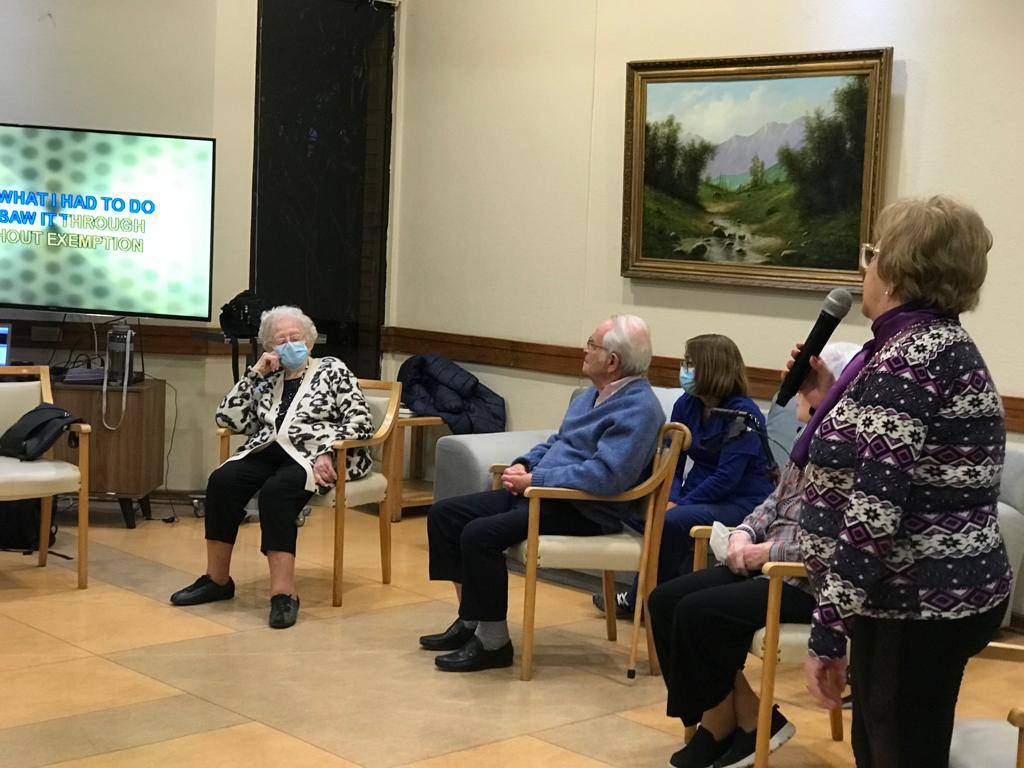 WHAT I HAD TO DO
SAW IT THROUGH
HOUT EXEMPTION